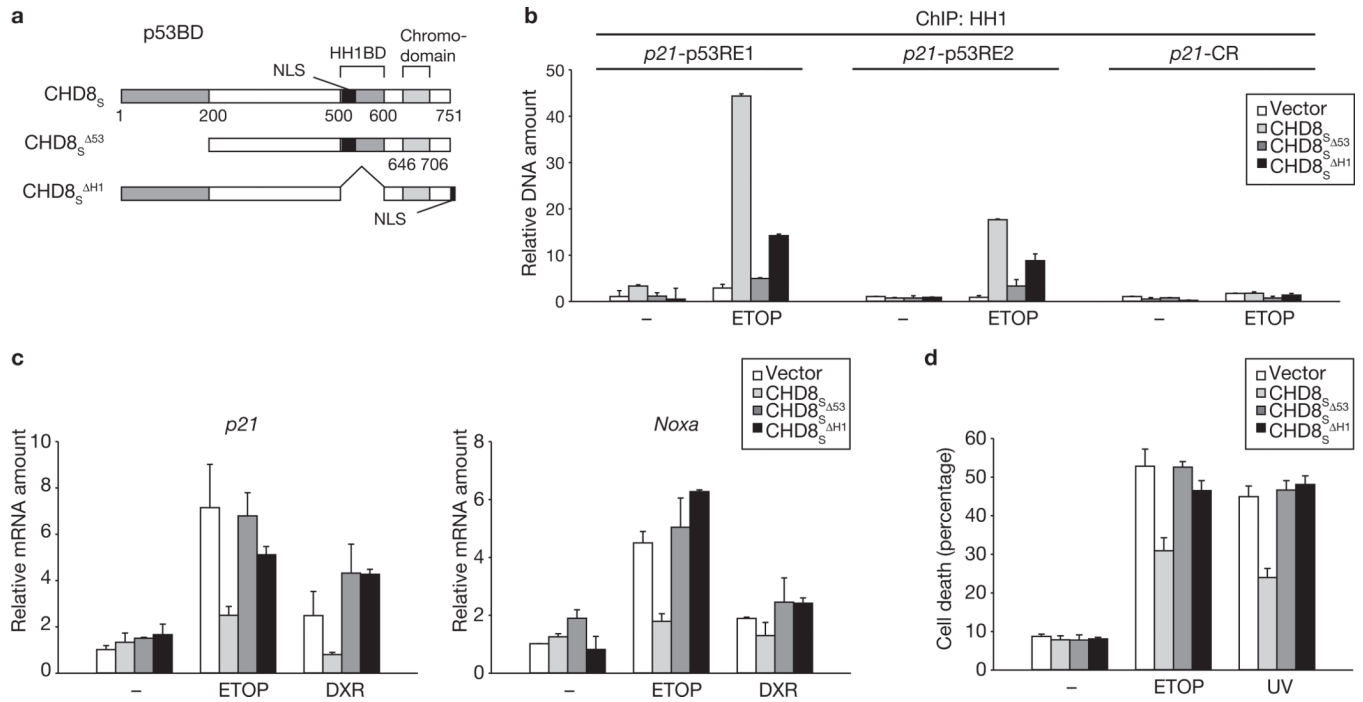 a
p53BD
HH1BD
Chromo-
domain
NLS
CHD8S
1 200 500 600 751
CHD8SΔ53
646 706
CHD8SΔH1
NLS
b
ChIP: HH1
p21-p53RE1 p21-p53RE2 p21-CR
Relative DNA amount
50
40
30
20
10
0
– ETOP – ETOP – ETOP
Vector
CHD8S
CHD8SΔ53
CHD8SΔH1
c
p21
Relative mRNA amount
10
8
6
4
2
0
– ETOP DXR
Noxa
Relative mRNA amount
8
6
4
2
0
– ETOP DXR
Vector
CHD8S
CHD8SΔ53
CHD8SΔH1
d
Vector
CHD8S
CHD8SΔ53
CHD8SΔH1
Cell death (percentage)
60
50
40
30
20
10
0
– ETOP UV